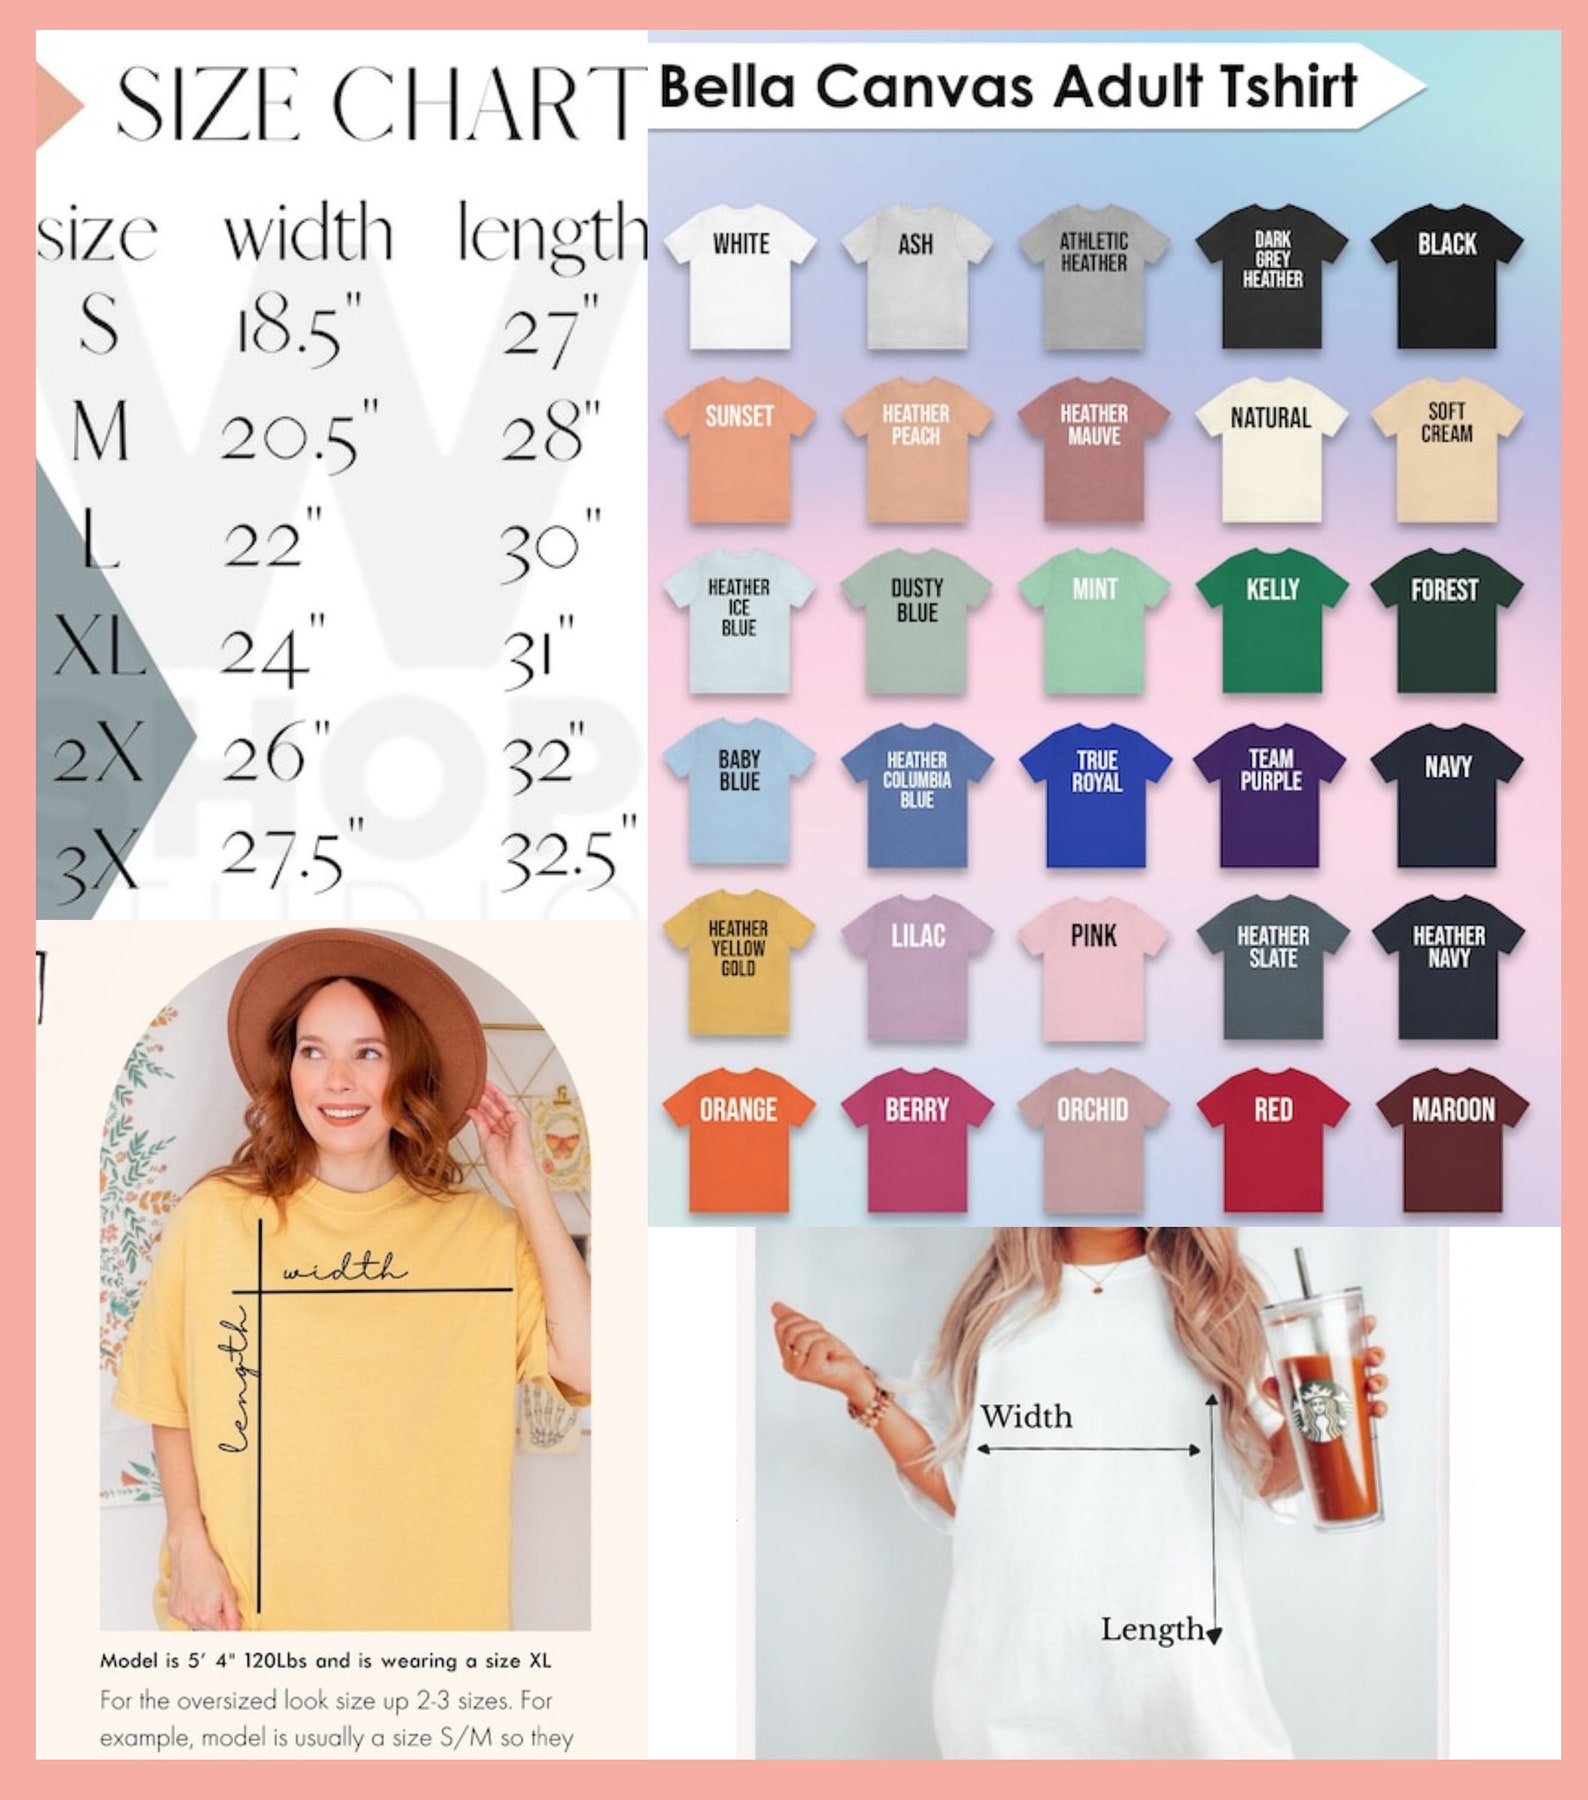 SIZE CHART
size width length
S 18.5" 27"
M 20.5" 28"
L 22" 30"
XL 24" 31"
2X 26" 32"
3X 27.5" 32.5"
SHOP
STUDIO
width
length
Model is 5' 4" 120Lbs and is wearing a size XL
For the oversized look size up 2-3 sizes. For
example, model is usually a size S/M so they
Bella Canvas Adult Tshirt
WHITE
ASH
ATHLETIC
HEATHER
DARK
GREY
HEATHER
BLACK
SUNSET
HEATHER
PEACH
HEATHER
MAUVE
NATURAL
SOFT
CREAM
HEATHER
ICE
BLUE
DUSTY
BLUE
MINT
KELLY
FOREST
BABY
BLUE
HEATHER
COLUMBIA
BLUE
TRUE
ROYAL
TEAM
PURPLE
NAVY
HEATHER
YELLOW
GOLD
LILAC
PINK
HEATHER
SLATE
HEATHER
NAVY
ORANGE
BERRY
ORCHID
RED
MAROON
Width
Length